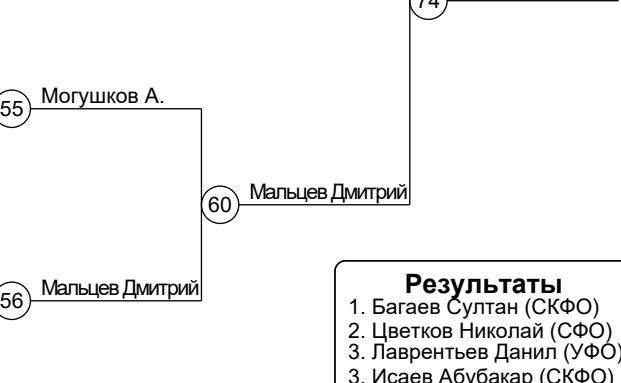 74
55 Могушков А.
60 Мальцев Дмитрий
56 Мальцев Дмитрий
Результаты
1. Багаев Султан (СКФО)
2. Цветков Николай (СФО)
3. Лаврентьев Данил (УФО)
3. Исаев Абубакар (СКФО)